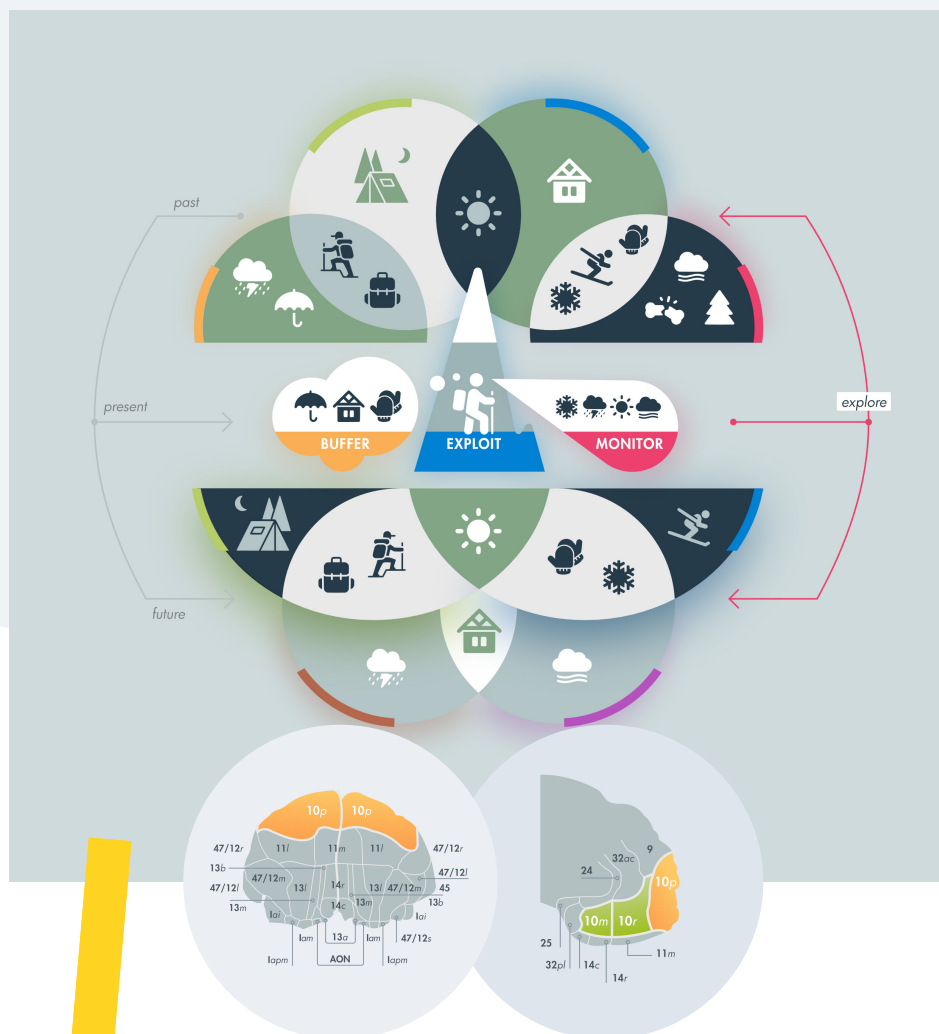 past
present
explore
BUFFER
EXPLOIT
MONITOR
future
10p 10p
47/12r 11l 11m 11l 47/12r
13b 47/12l
47/12m 14r 13l 47/12m 45
47/12l 13l 13m 13b
13m 14c
Iai Iai
Iam 13a Iam 47/12s
Iapm AON Iapm
9
32ac
24
10p
10m 10r
25
11m
32pl 14c
14r